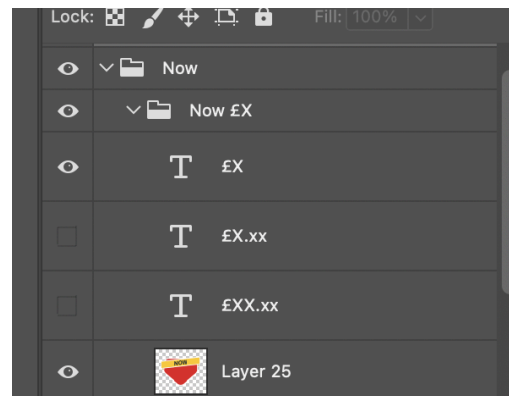 Lock:
Fill: 100%
Now
Now £X
£X
£X.xx
£XX.xx
NOW
Layer 25